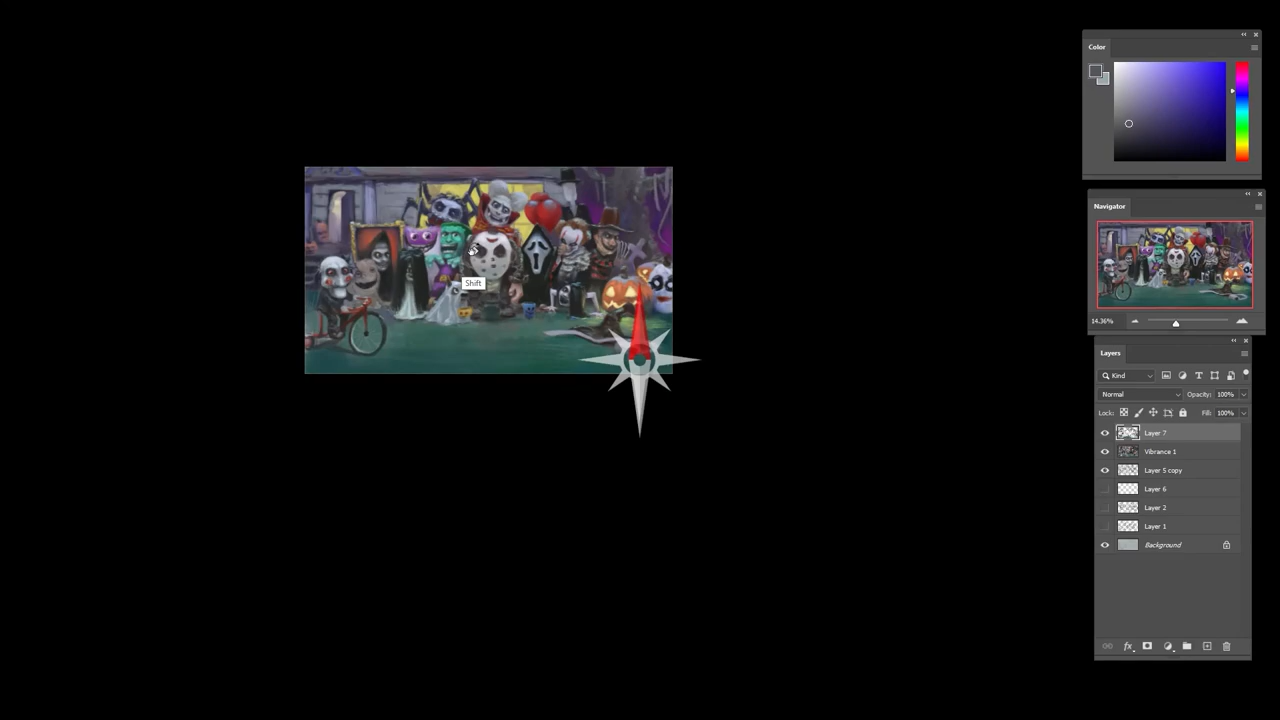 Color
Shift
Navigator
14.36%
Layers
Kind
Normal
Opacity: 100%
Lock:
Fill: 100%
Layer 7
Vibrance 1
Layer 5 copy
Layer 6
Layer 2
Layer 1
Background
fx